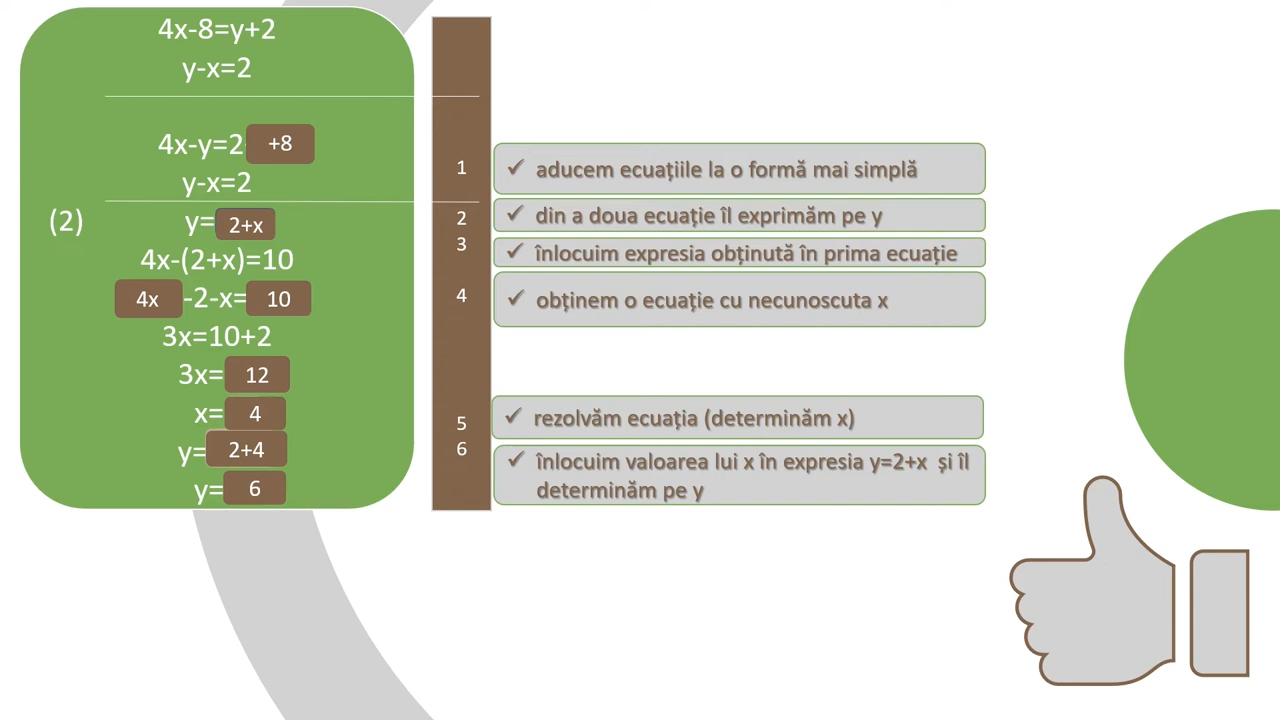 4x-8=y+2
y-x=2
4x-y=2 +8
y-x=2
(2) y= 2+x
4x-(2+x)=10
4x -2-x= 10
3x=10+2
3x= 12
x= 4
y= 2+4
y= 6
1 ✓ aducem ecuațiile la o formă mai simplă
2 ✓ din a doua ecuație îl exprimăm pe y
3 ✓ înlocuim expresia obținută în prima ecuație
4 ✓ obținem o ecuație cu necunoscuta x
5 ✓ rezolvăm ecuația (determinăm x)
6 ✓ înlocuim valoarea lui x în expresia y=2+x și îl
determinăm pe y